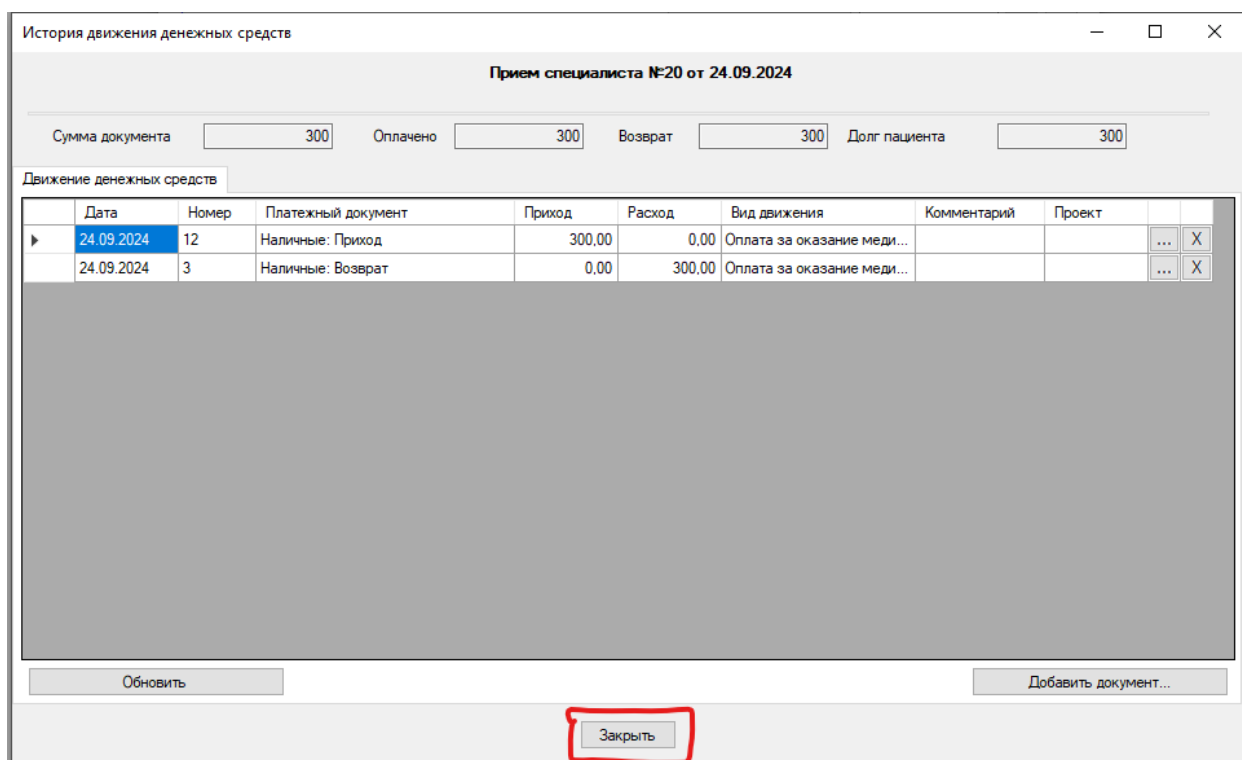 История движения денежных средств
Прием специалиста №20 от 24.09.2024
Сумма документа 300 Оплачено 300 Возврат 300 Долг пациента 300
Движение денежных средств
Дата Номер Платежный документ Приход Расход Вид движения Комментарий Проект
24.09.2024 12 Наличные: Приход 300,00 0,00 Оплата за оказание меди... ... X
24.09.2024 3 Наличные: Возврат 0,00 300,00 Оплата за оказание меди... ... X
Обновить Добавить документ...
Закрыть